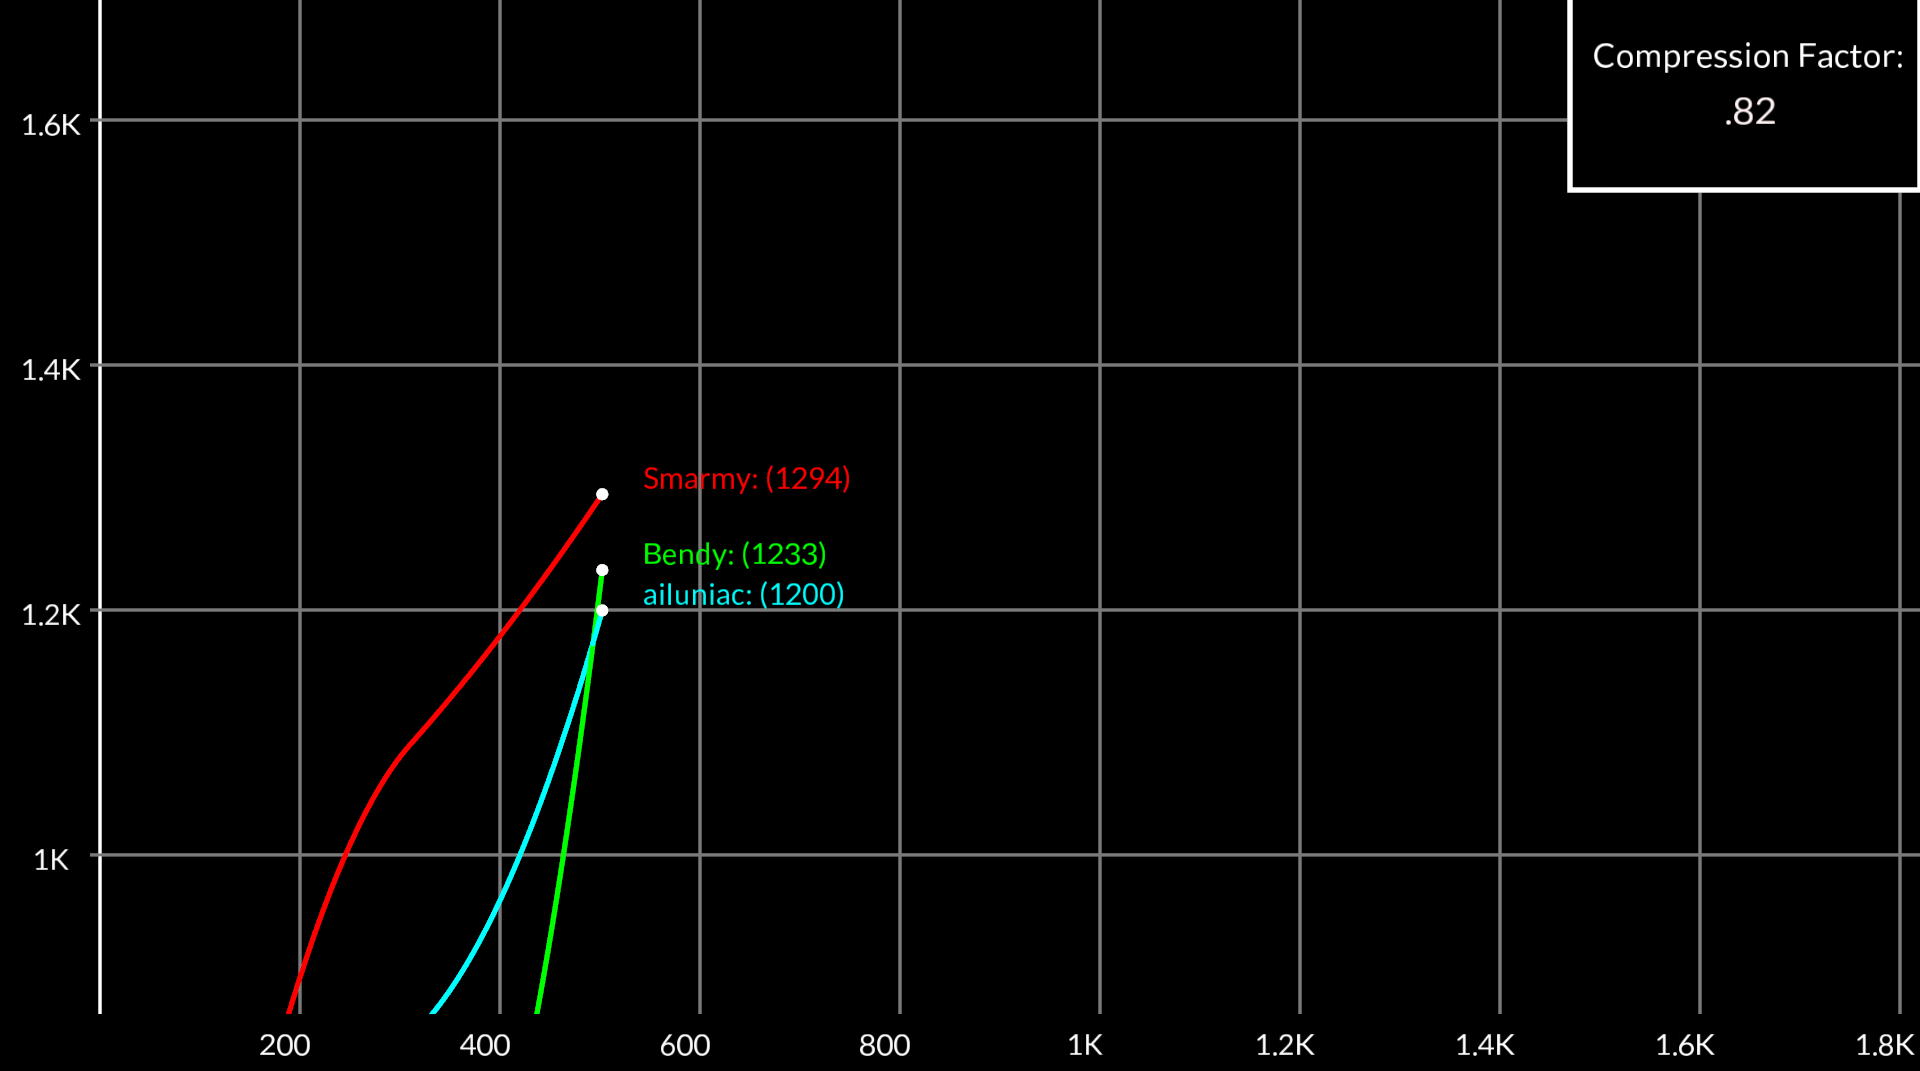 Compression Factor:
.82
1.6K
1.4K
Smarmy: (1294)
Bendy: (1233)
ailuniac: (1200)
1.2K
1K
200 400 600 800 1K 1.2K 1.4K 1.6K 1.8K